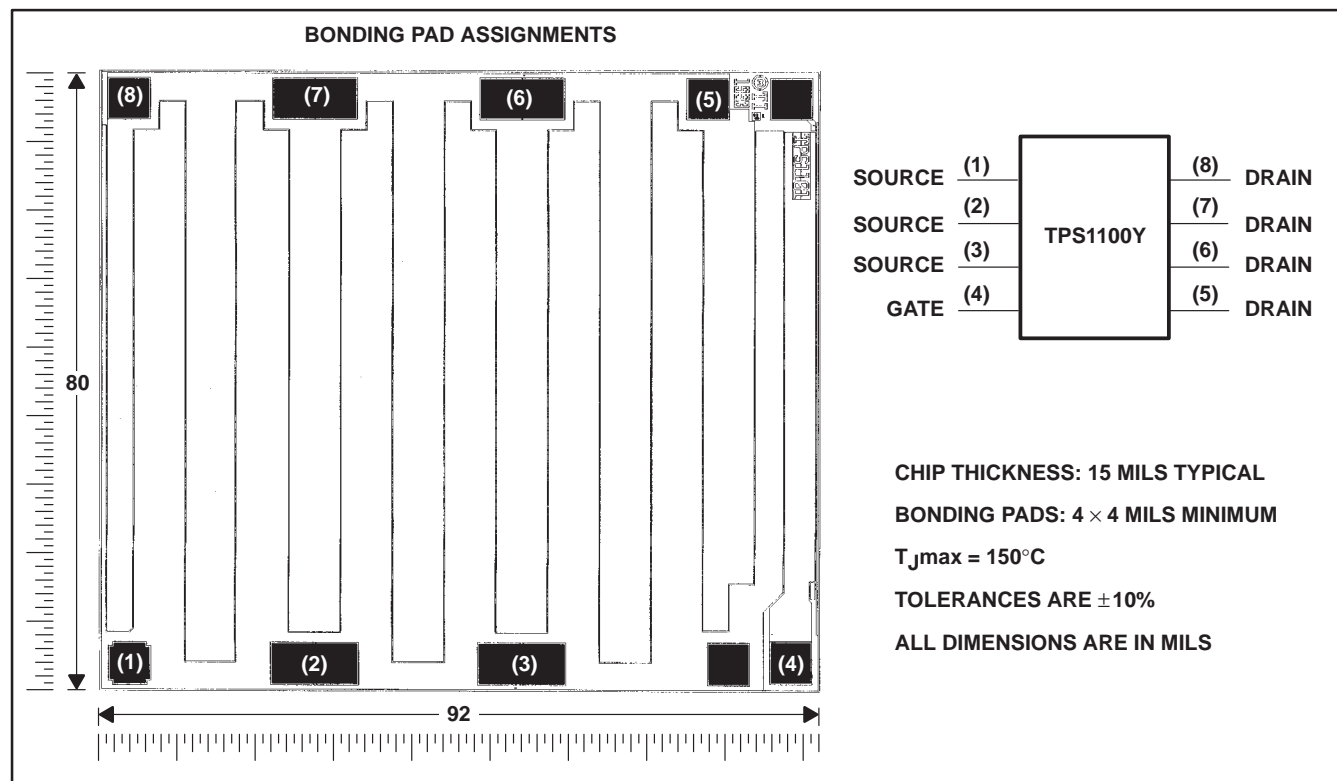 BONDING PAD ASSIGNMENTS
(8)
(7)
(6)
(5)
80
(1)
(2)
(3)
(4)
92
SOURCE (1)
SOURCE (2)
SOURCE (3)
GATE (4)
TPS1100Y
(8) DRAIN
(7) DRAIN
(6) DRAIN
(5) DRAIN
CHIP THICKNESS: 15 MILS TYPICAL
BONDING PADS: 4 × 4 MILS MINIMUM
TJmax = 150°C
TOLERANCES ARE ±10%
ALL DIMENSIONS ARE IN MILS